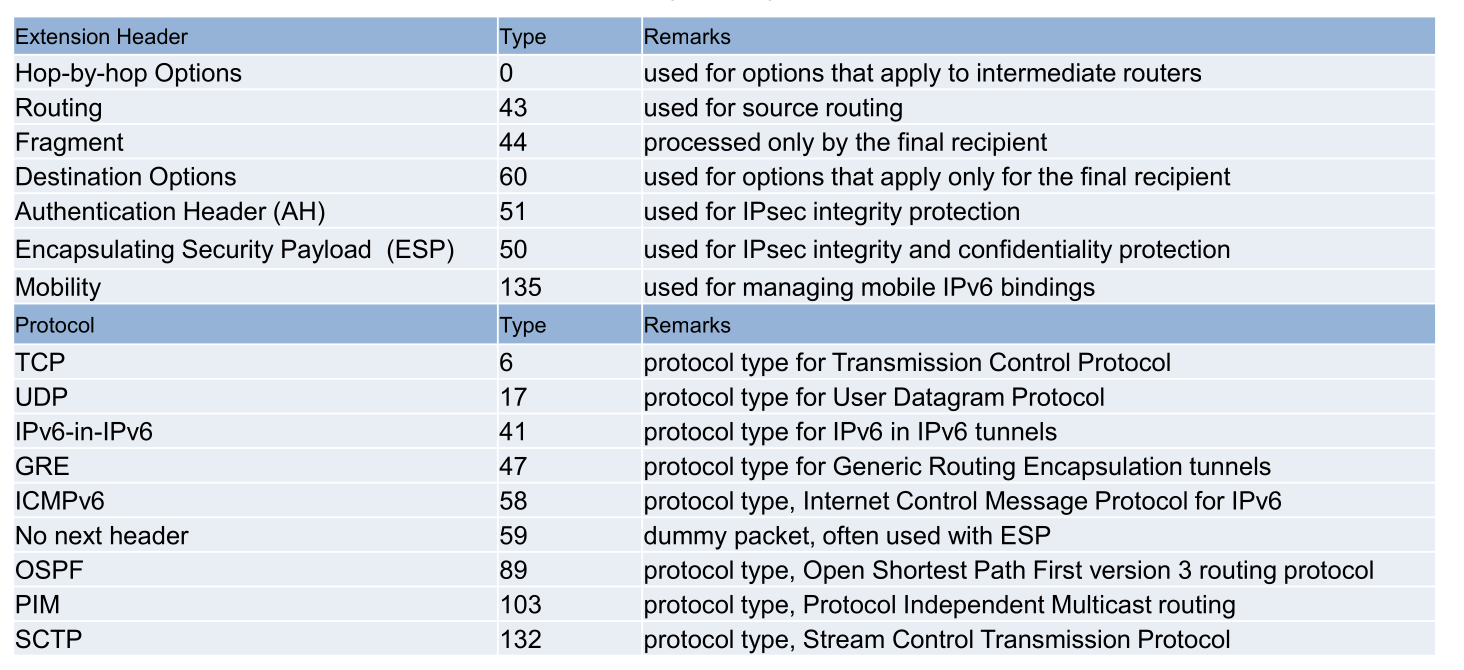 Extension Header Type Remarks
Hop-by-hop Options 0 used for options that apply to intermediate routers
Routing 43 used for source routing
Fragment 44 processed only by the final recipient
Destination Options 60 used for options that apply only for the final recipient
Authentication Header (AH) 51 used for IPsec integrity protection
Encapsulating Security Payload (ESP) 50 used for IPsec integrity and confidentiality protection
Mobility 135 used for managing mobile IPv6 bindings
Protocol Type Remarks
TCP 6 protocol type for Transmission Control Protocol
UDP 17 protocol type for User Datagram Protocol
IPv6-in-IPv6 41 protocol type for IPv6 in IPv6 tunnels
GRE 47 protocol type for Generic Routing Encapsulation tunnels
ICMPv6 58 protocol type, Internet Control Message Protocol for IPv6
No next header 59 dummy packet, often used with ESP
OSPF 89 protocol type, Open Shortest Path First version 3 routing protocol
PIM 103 protocol type, Protocol Independent Multicast routing
SCTP 132 protocol type, Stream Control Transmission Protocol